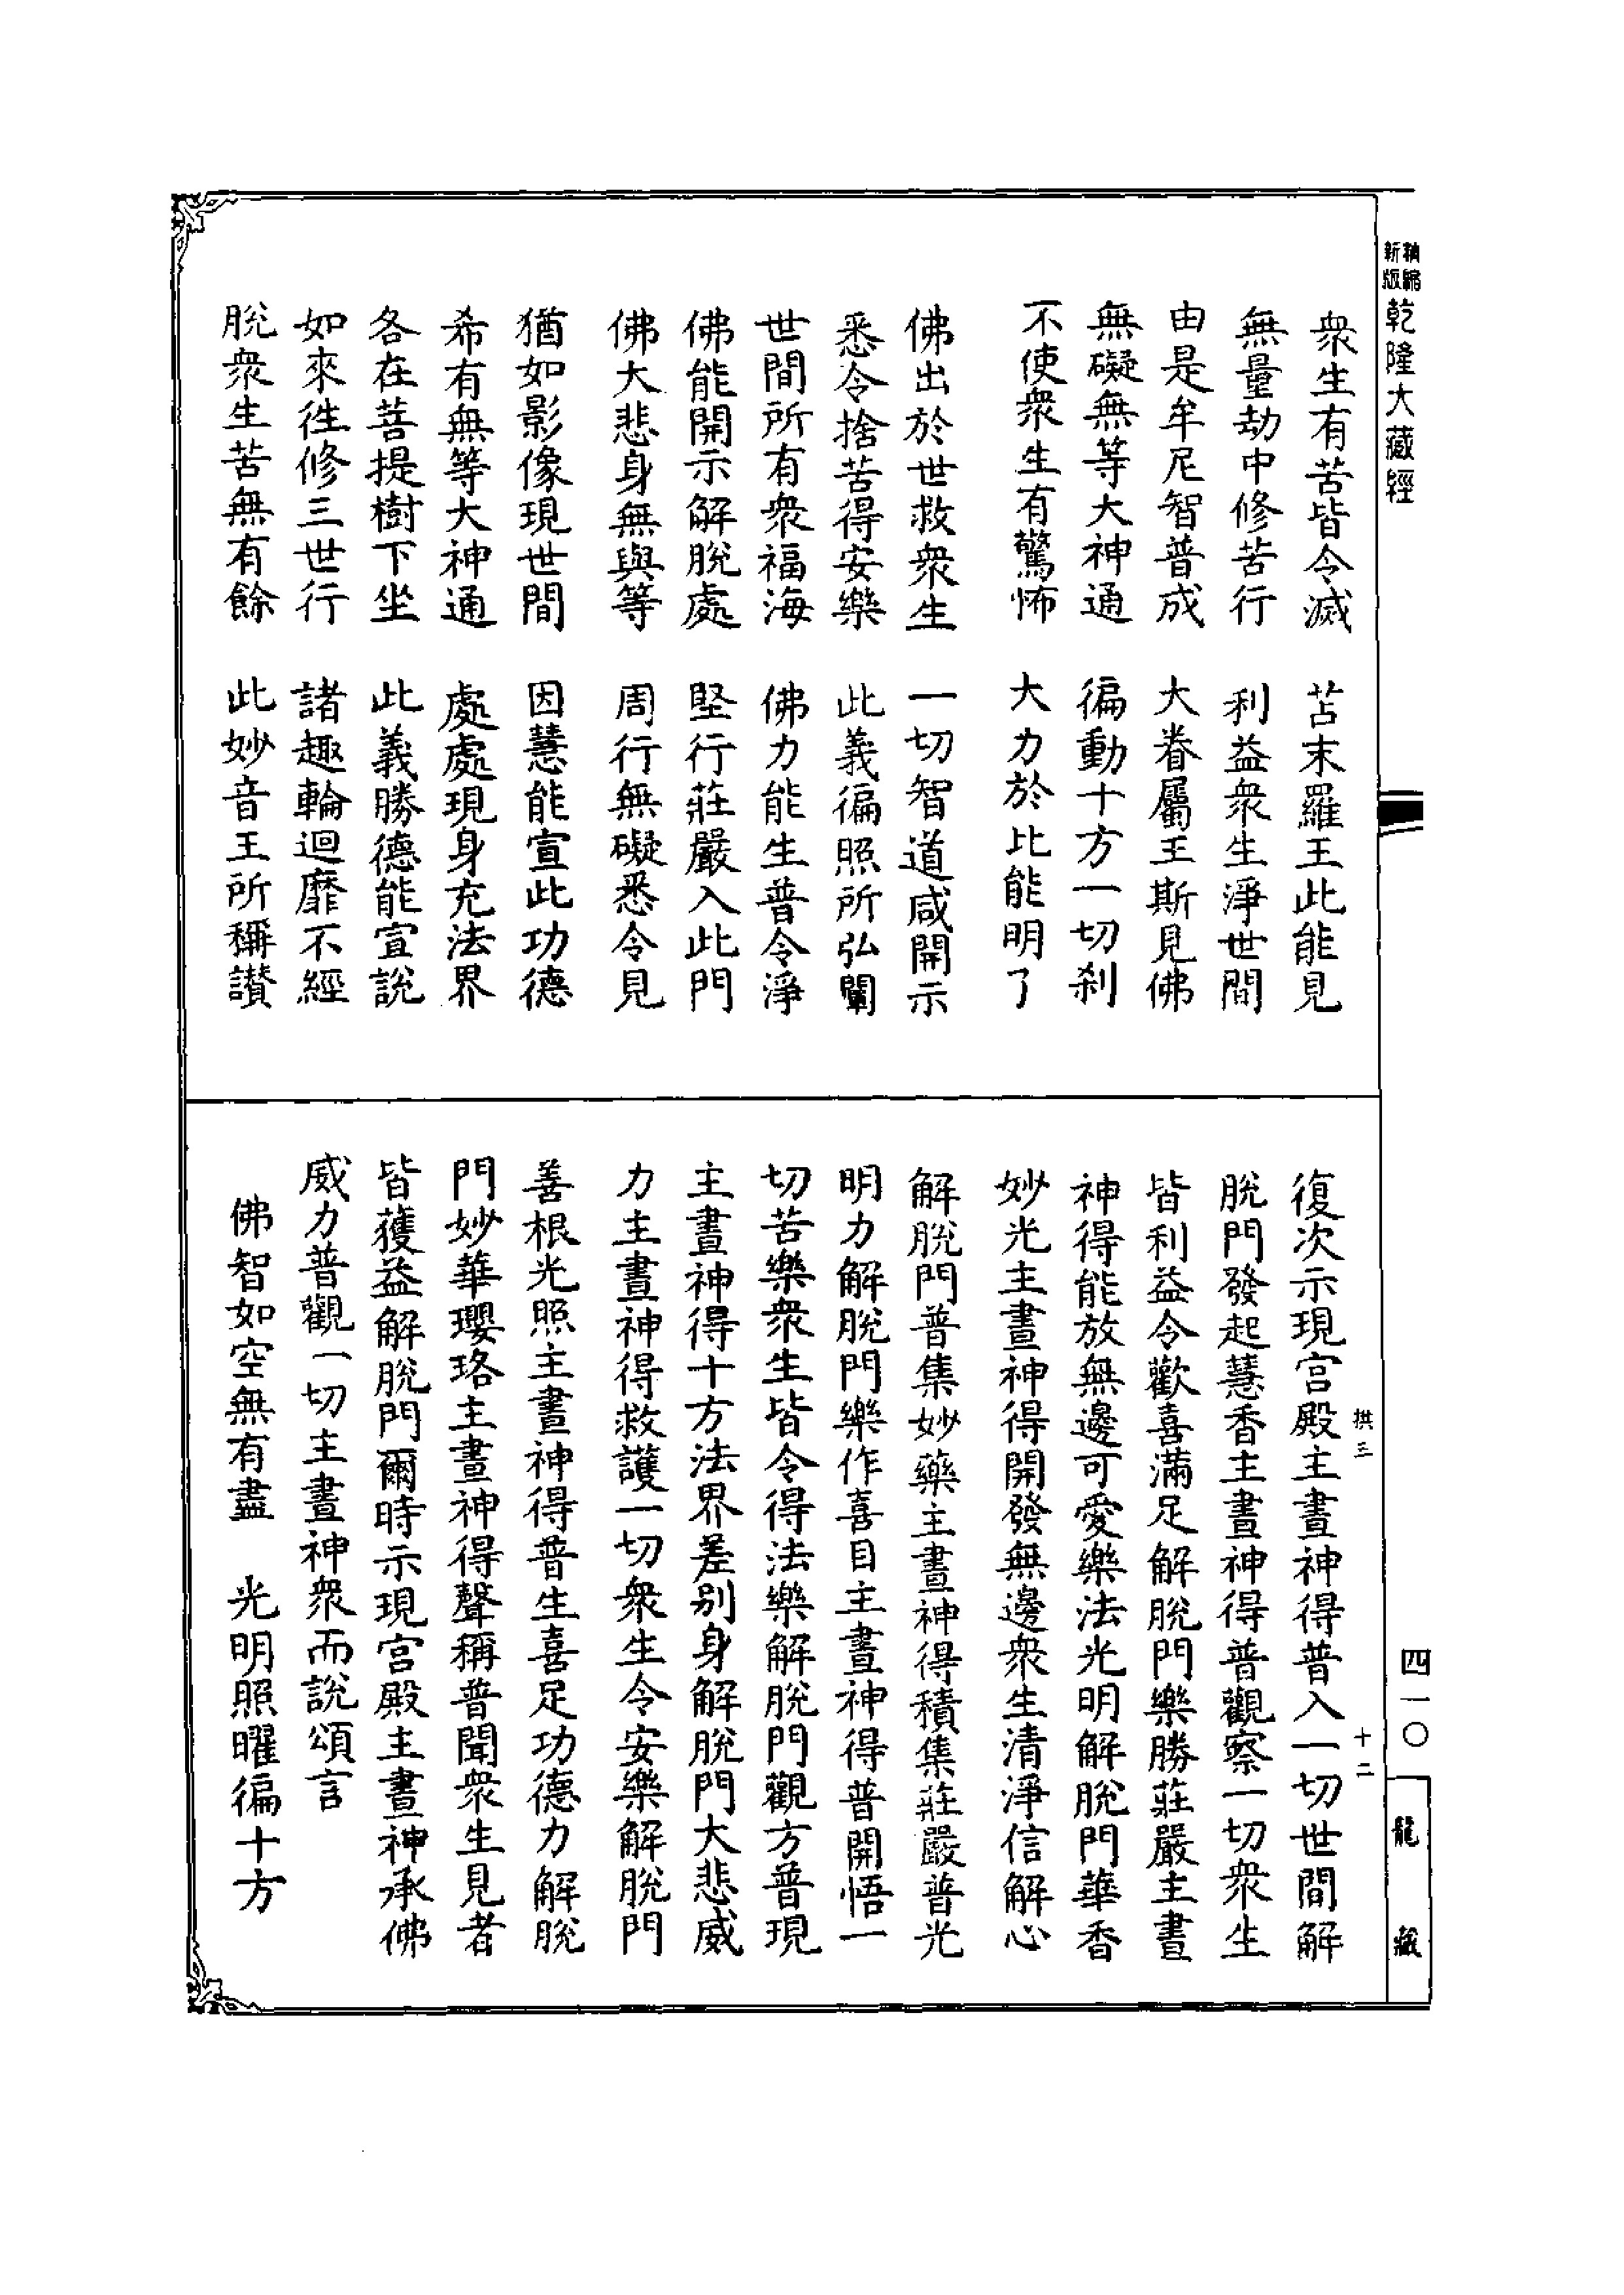 新版
精縮
乾隆大藏經
衆生有苦皆令滅　苫末羅王此能見
無量劫中修苦行　利益衆生淨世間
由是牟尼智普成　大眷屬王斯見佛
無礙無等大神通　徧動十方一切剎
不使衆生有驚怖　大力於此能明了
佛出於世救衆生　一切智道咸開示
悉令捨苦得安樂　此義徧照所弘闡
世間所有衆福海　佛力能生普令淨
佛能開示解脫處　堅行莊嚴入此門
佛大悲身無與等　周行無礙悉令見
猶如影像現世間　因慧能宣此功德
希有無等大神通　處處現身充法界
各在菩提樹下坐　此義勝德能宣說
如來往修三世行　諸趣輪迴靡不經
脫衆生苦無有餘　此妙音王所稱讚
拱三
十二
復次示現宮殿主晝神得普入一切世間解
脫門發起慧香主晝神得普觀察一切衆生
皆利益令歡喜滿足解脫門樂勝莊嚴主晝
神得能放無邊可愛樂法光明解脫門華香
妙光主晝神得開發無邊衆生清淨信解心
解脫門普集妙藥主晝神得積集莊嚴普光
明力解脫門樂作喜目主晝神得普開悟一
切苦樂衆生皆令得法樂解脫門觀方普現
主晝神得十方法界差別身解脫門大悲威
力主晝神得救護一切衆生令安樂解脫門
善根光照主晝神得普生喜足功德力解脫
門妙華瓔珞主晝神得聲稱普聞衆生見者
皆獲益解脫門爾時示現宮殿主晝神承佛
威力普觀一切主晝神衆而說頌言
佛智如空無有盡　光明照曜徧十方
四一〇
龍藏